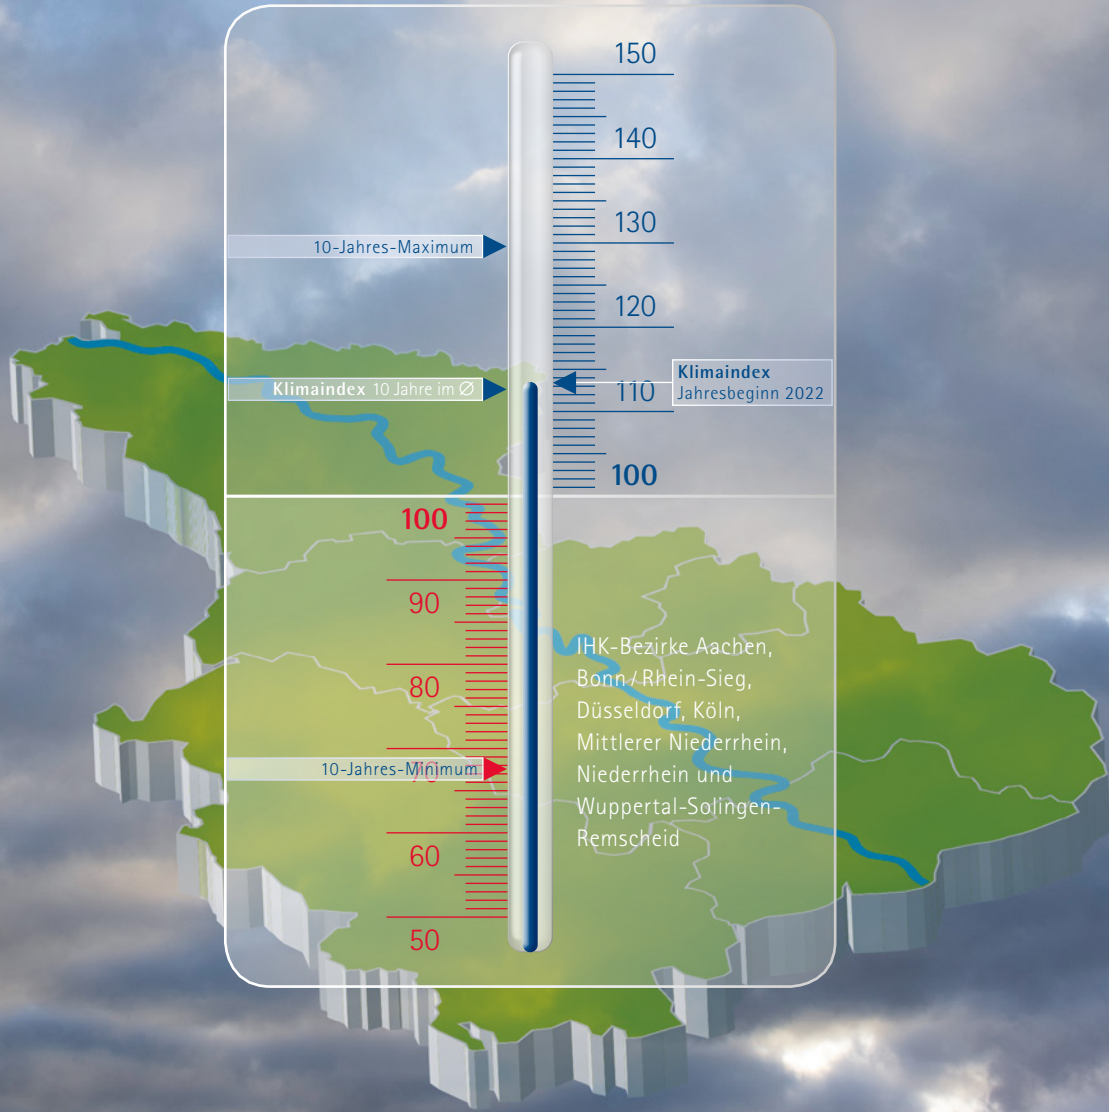 150
140
130
10-Jahres-Maximum
120
Klimaindex
Jahresbeginn 2022
Klimaindex 10 Jahre im Ø
110
100
100
90
IHK-Bezirke Aachen,
Bonn/Rhein-Sieg,
Düsseldorf, Köln,
Mittlerer Niederrhein,
Niederrhein und
Wuppertal-Solingen-
Remscheid
80
10-Jahres-Minimum
70
60
50